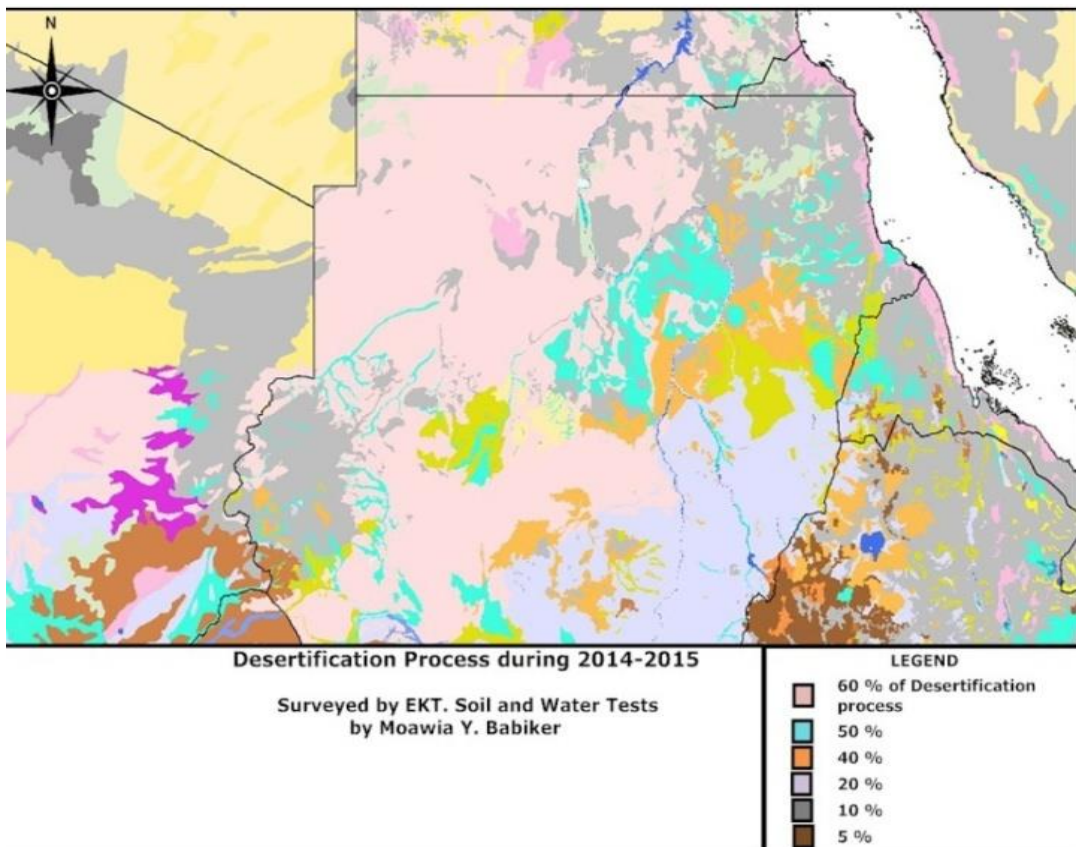 N
Desertification Process during 2014-2015
Surveyed by EKT. Soil and Water Tests
by Moawia Y. Babiker
LEGEND
60 % of Desertification
process
50 %
40 %
20 %
10 %
5 %